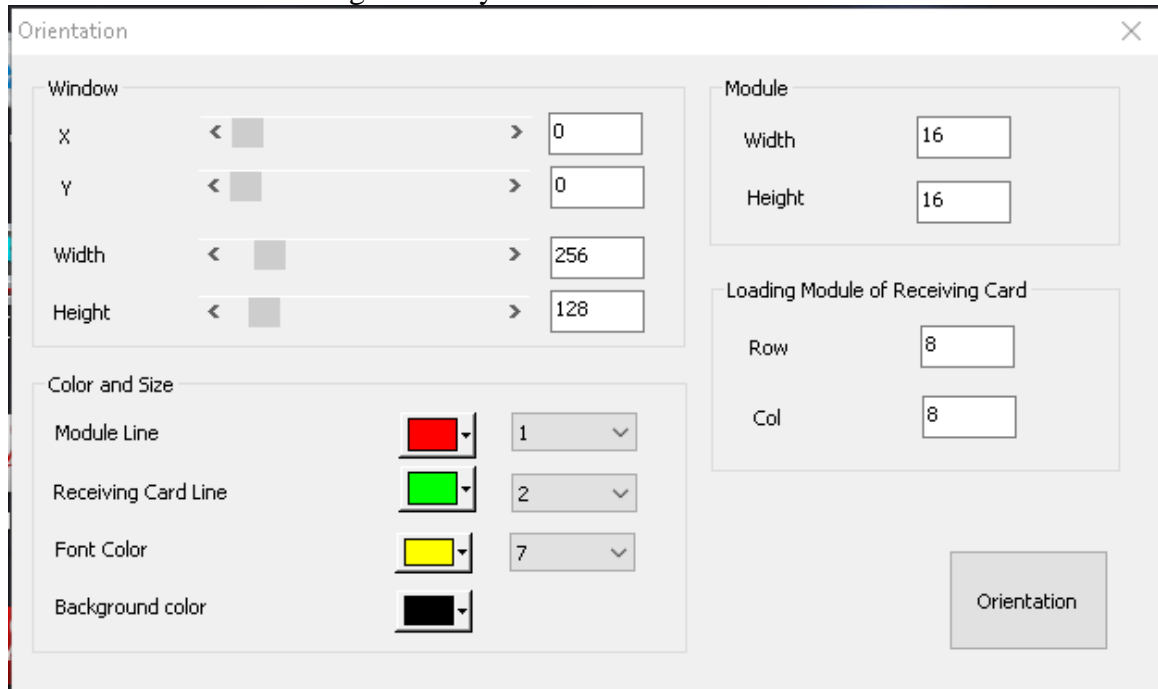 Orientation
Window
X 0
Y 0
Width 256
Height 128
Color and Size
Module Line 1
Receiving Card Line 2
Font Color 7
Background color
Module
Width 16
Height 16
Loading Module of Receiving Card
Row 8
Col 8
Orientation